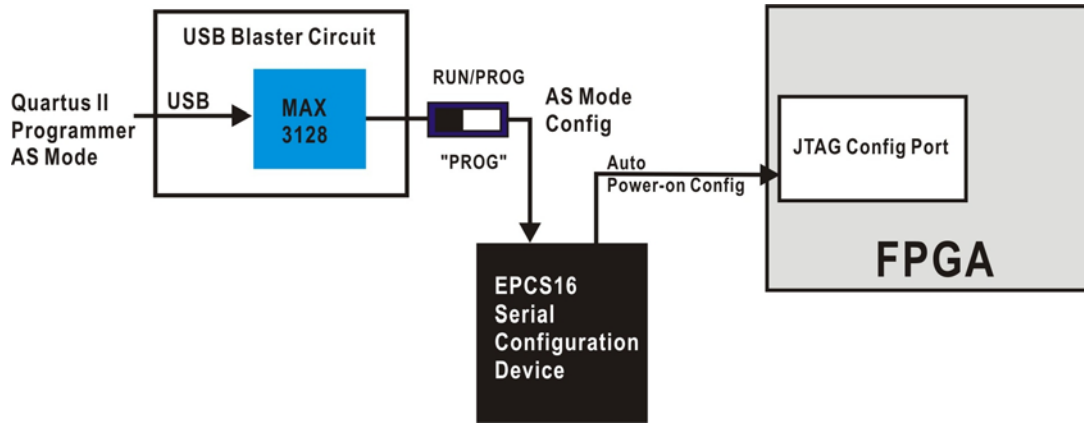 USB Blaster Circuit
Quartus II
Programmer
AS Mode
USB
MAX
3128
RUN/PROG
"PROG"
AS Mode
Config
EPCS16
Serial
Configuration
Device
Auto
Power-on Config
JTAG Config Port
FPGA